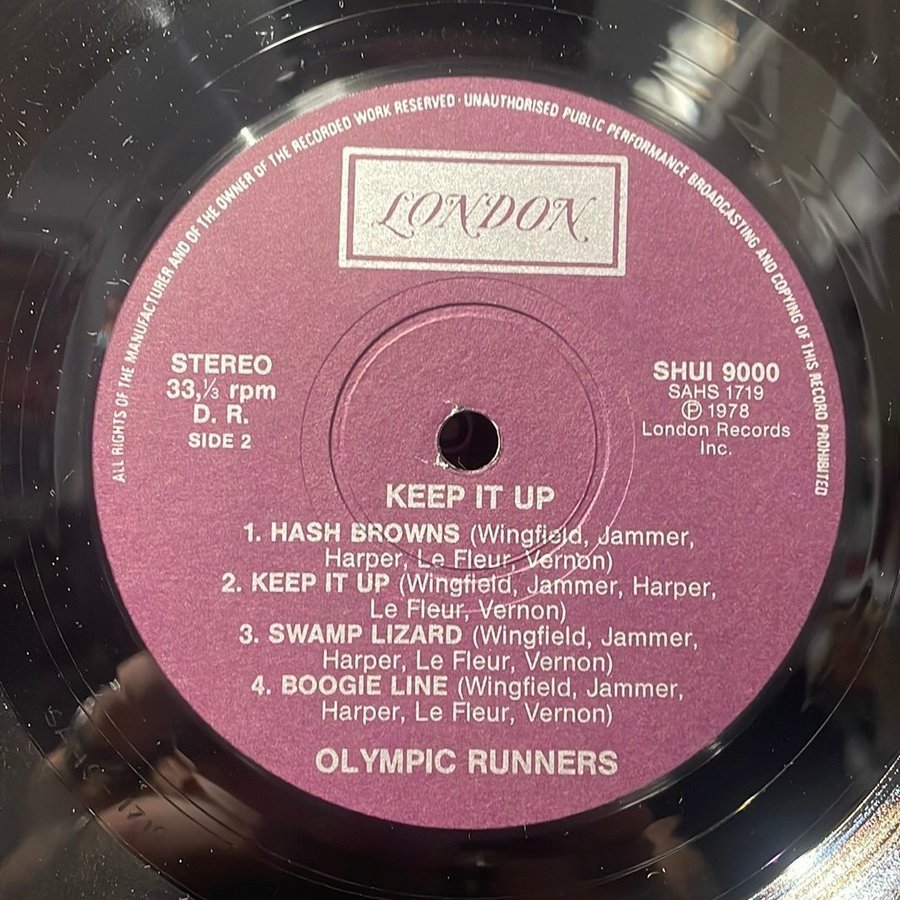 ALL RIGHTS OF THE MANUFACTURER AND OF THE OWNER OF THE RECORDED WORK RESERVED · UNAUTHORISED PUBLIC PERFORMANCE BROADCASTING AND COPYING OF THIS RECORD PROHIBITED
LONDON
STEREO
33,⅓ rpm
D. R.
SIDE 2
SHUI 9000
SAHS 1719
Ⓟ 1978
London Records
Inc.
KEEP IT UP
1. HASH BROWNS (Wingfield, Jammer,
Harper, Le Fleur, Vernon)
2. KEEP IT UP (Wingfield, Jammer, Harper,
Le Fleur, Vernon)
3. SWAMP LIZARD (Wingfield, Jammer,
Harper, Le Fleur, Vernon)
4. BOOGIE LINE (Wingfield, Jammer,
Harper, Le Fleur, Vernon)
OLYMPIC RUNNERS